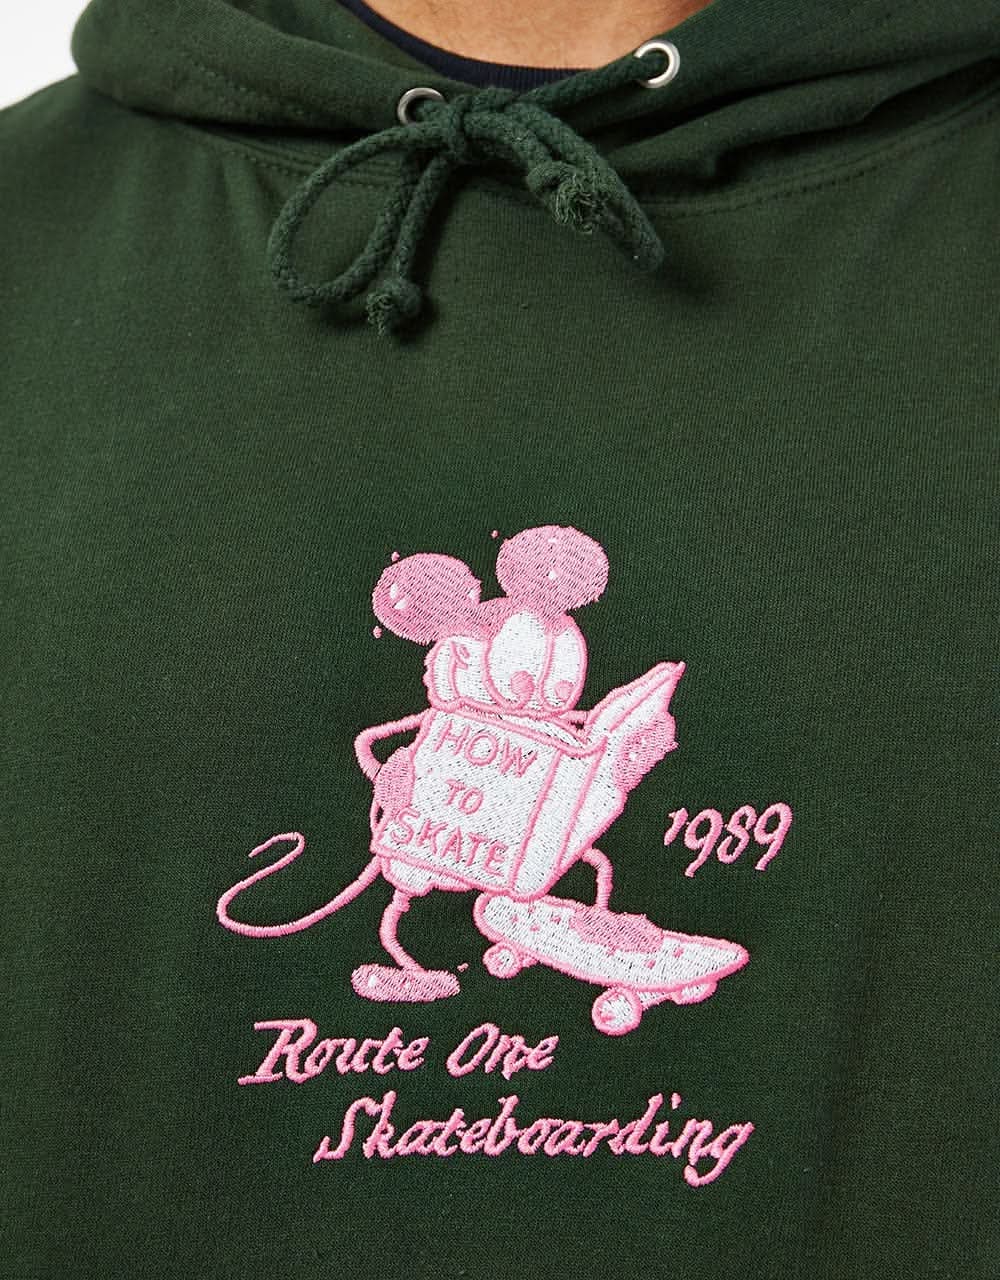 HOW
TO
SKATE
1989
Route One
Skateboarding